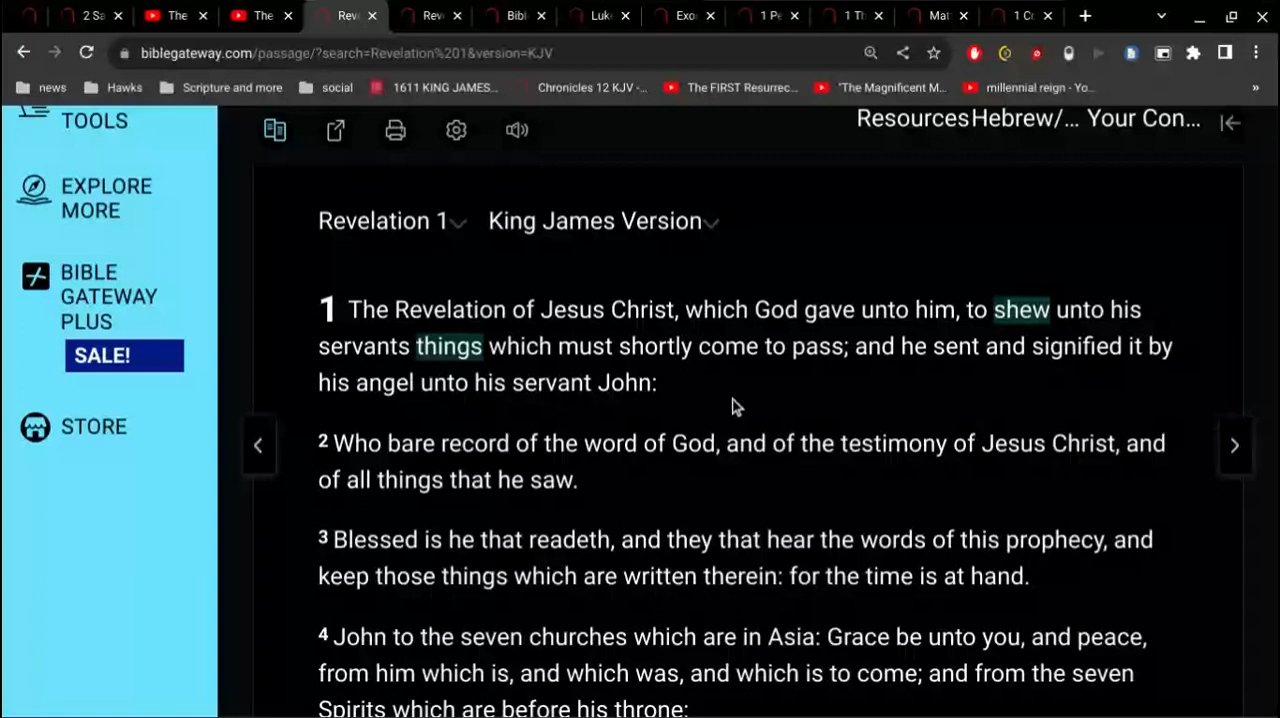 2 Sa
The
The
Reve
Rev
Bibl
Luke
Exo
1 Pe
1 Th
Mat
1 C
biblegateway.com/passage/?search=Revelation%201&version=KJV
news
Hawks
Scripture and more
social
1611 KING JAMES...
Chronicles 12 KJV -...
The FIRST Resurrec...
"The Magnificent M...
millennial reign - Yo...
»
TOOLS
EXPLORE
MORE
BIBLE
GATEWAY
PLUS
SALE!
STORE
Resources
Hebrew/...
Your Con...
Revelation 1
King James Version
1 The Revelation of Jesus Christ, which God gave unto him, to shew unto his
servants things which must shortly come to pass; and he sent and signified it by
his angel unto his servant John:
2 Who bare record of the word of God, and of the testimony of Jesus Christ, and
of all things that he saw.
3 Blessed is he that readeth, and they that hear the words of this prophecy, and
keep those things which are written therein: for the time is at hand.
4 John to the seven churches which are in Asia: Grace be unto you, and peace,
from him which is, and which was, and which is to come; and from the seven
Spirits which are before his throne;